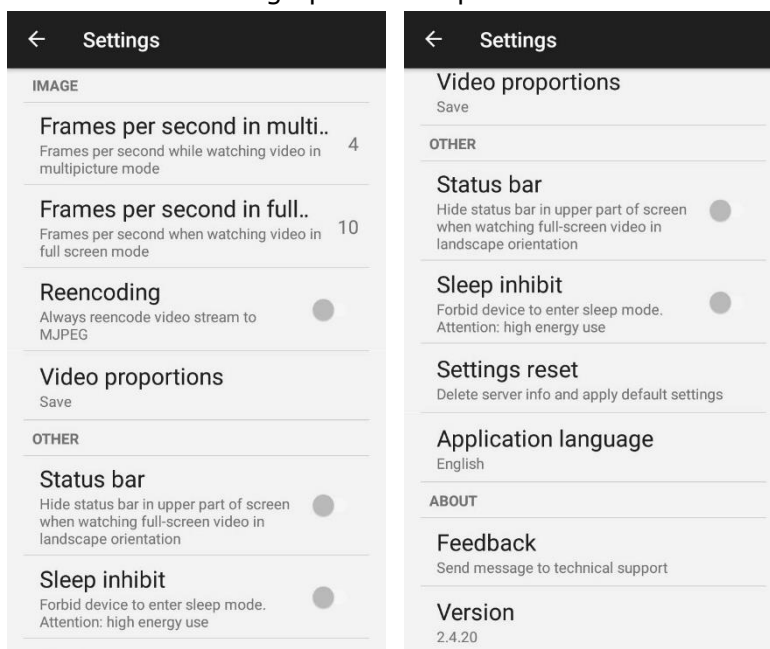 Settings
IMAGE
Frames per second in multi..
Frames per second while watching video in
multipicture mode
4
Frames per second in full..
Frames per second when watching video in
full screen mode
10
Reencoding
Always reencode video stream to
MJPEG
Video proportions
Save
OTHER
Status bar
Hide status bar in upper part of screen
when watching full-screen video in
landscape orientation
Sleep inhibit
Forbid device to enter sleep mode.
Attention: high energy use
Settings
Video proportions
Save
OTHER
Status bar
Hide status bar in upper part of screen
when watching full-screen video in
landscape orientation
Sleep inhibit
Forbid device to enter sleep mode.
Attention: high energy use
Settings reset
Delete server info and apply default settings
Application language
English
ABOUT
Feedback
Send message to technical support
Version
2.4.20